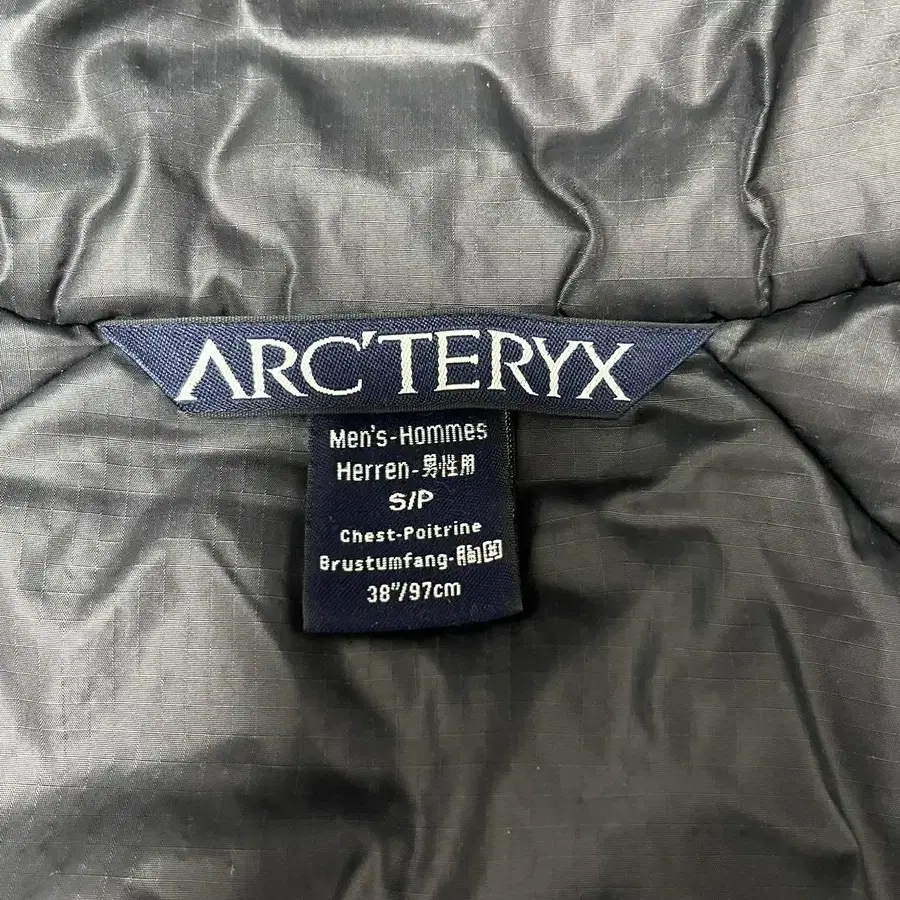 ARC'TERYX
Men's-Hommes
Herren-男性用
S/P
Chest-Poitrine
Brustumfang-胸囲
38"/97cm